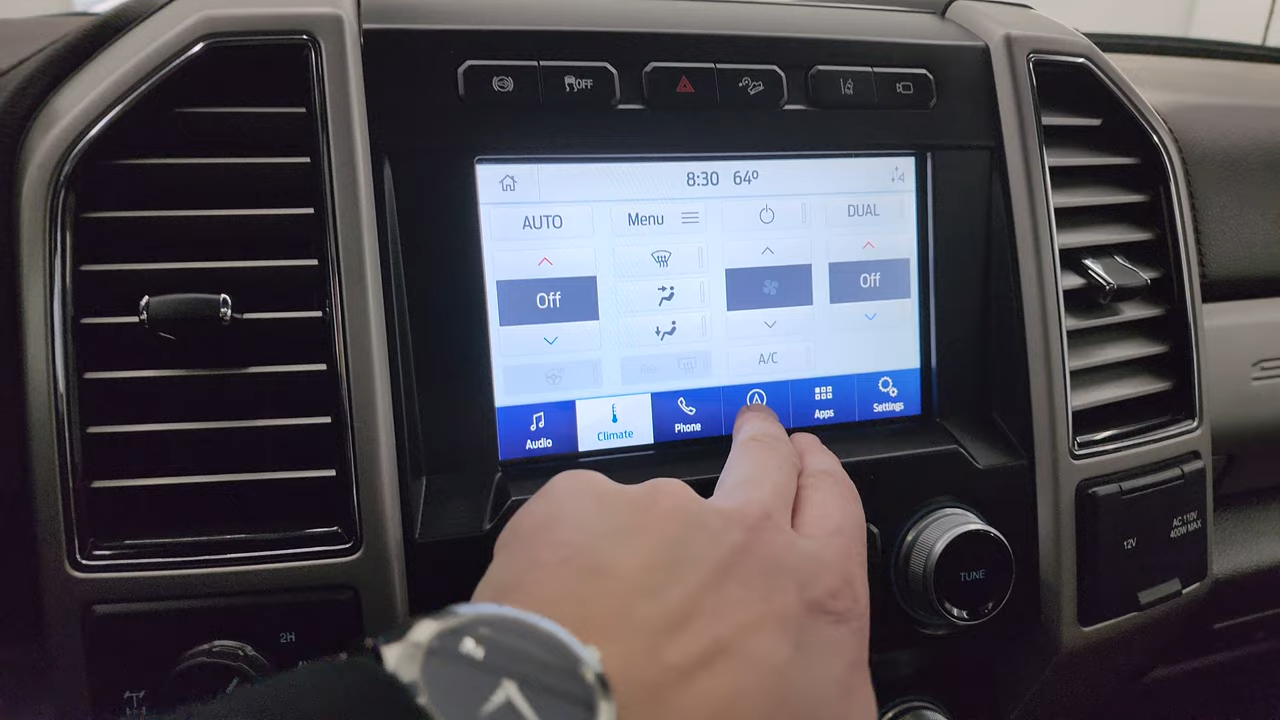 OFF
8:30 64º
AUTO
Menu
DUAL
Off
Off
A/C
Audio
Climate
Phone
Apps
Settings
TUNE
12V
AC 110V
400W MAX
2H